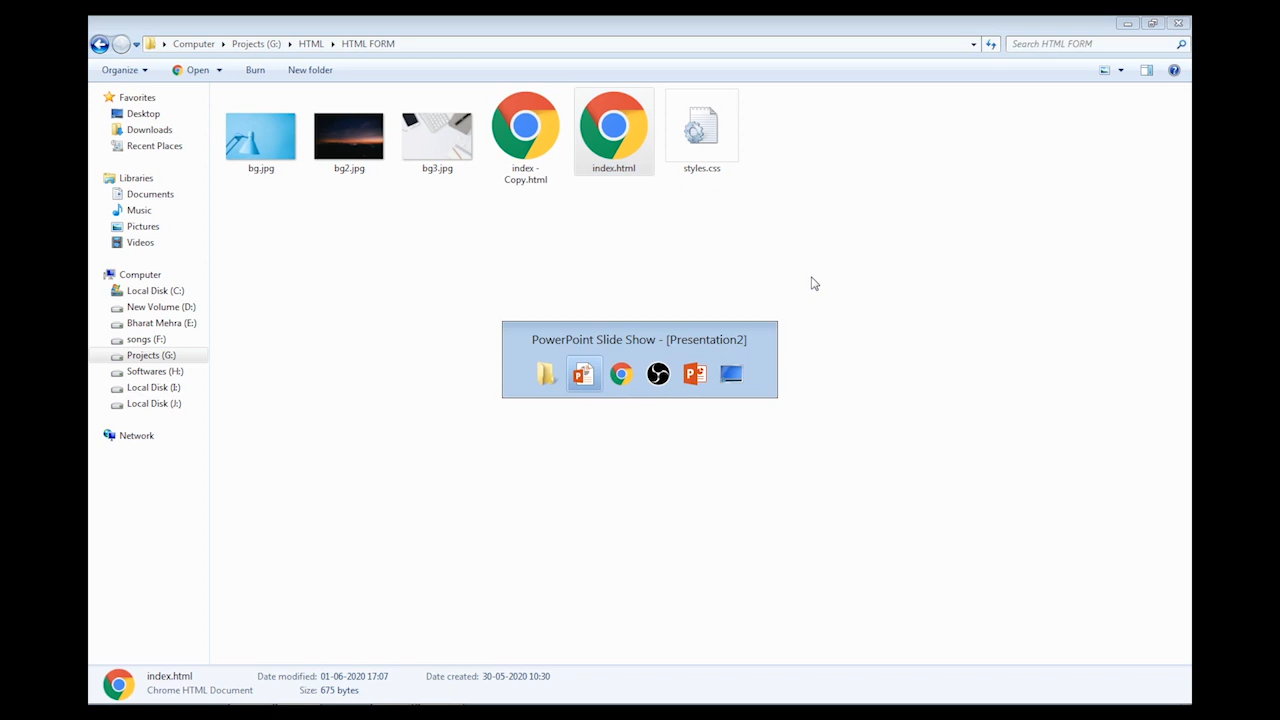 Computer Projects (G:) HTML HTML FORM
Search HTML FORM
Organize Open Burn New folder
Favorites
Desktop
Downloads
Recent Places
Libraries
Documents
Music
Pictures
Videos
Computer
Local Disk (C:)
New Volume (D:)
Bharat Mehra (E:)
songs (F:)
Projects (G:)
Softwares (H:)
Local Disk (I:)
Local Disk (J:)
Network
bg.jpg
bg2.jpg
bg3.jpg
index -
Copy.html
index.html
styles.css
PowerPoint Slide Show - [Presentation2]
index.html Date modified: 01-06-2020 17:07 Date created: 30-05-2020 10:30
Chrome HTML Document Size: 675 bytes